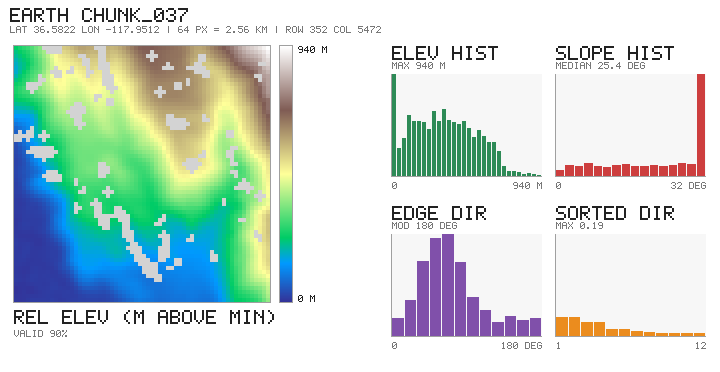 EARTH CHUNK_037
LAT 36.5822 LON -117.9512 | 64 PX = 2.56 KM | ROW 352 COL 5472
940 M
0 M
REL ELEV (M ABOVE MIN)
VALID 90%
ELEV HIST
MAX 940 M
0 940 M
SLOPE HIST
MEDIAN 25.4 DEG
0 32 DEG
EDGE DIR
MOD 180 DEG
0 180 DEG
SORTED DIR
MAX 0.19
1 12